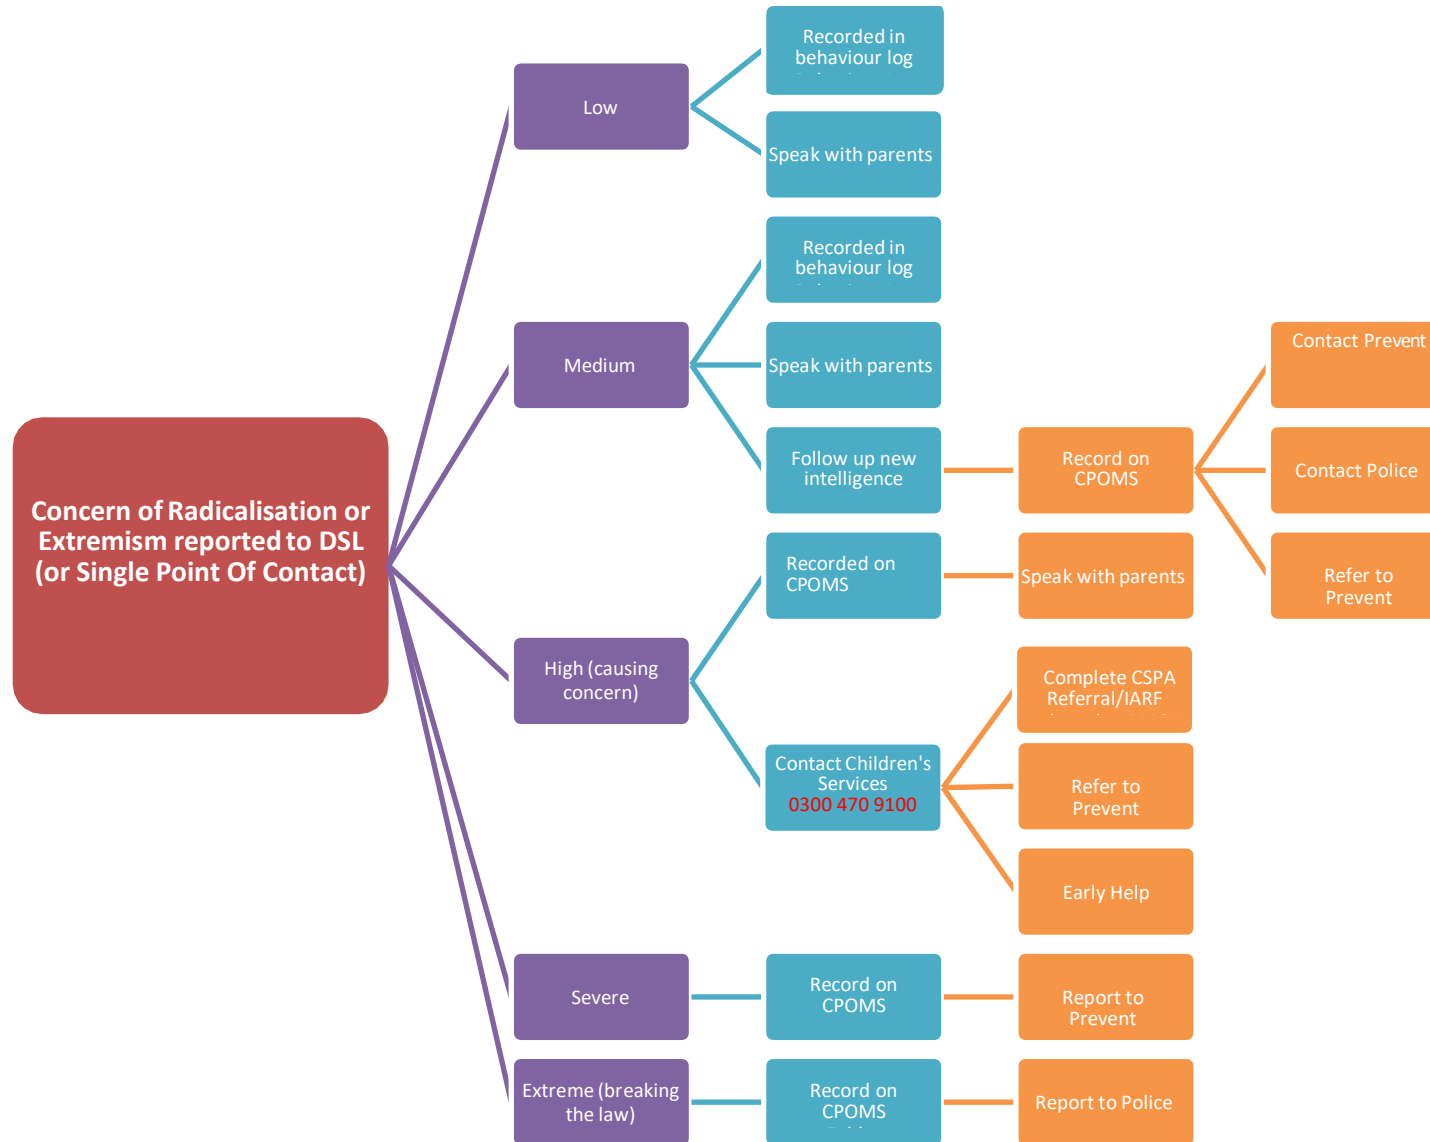 Concern of Radicalisation or
Extremism reported to DSL
(or Single Point Of Contact)
Low
Recorded in
behaviour log
Speak with parents
Medium
Recorded in
behaviour log
Speak with parents
Follow up new
intelligence
Record on
CPOMS
Contact Prevent
Contact Police
Refer to
Prevent
High (causing
concern)
Recorded on
CPOMS
Speak with parents
Contact Children's
Services
0300 470 9100
Complete CSPA
Referral/IARF
Refer to
Prevent
Early Help
Severe
Record on
CPOMS
Report to
Prevent
Extreme (breaking
the law)
Record on
CPOMS
Report to Police